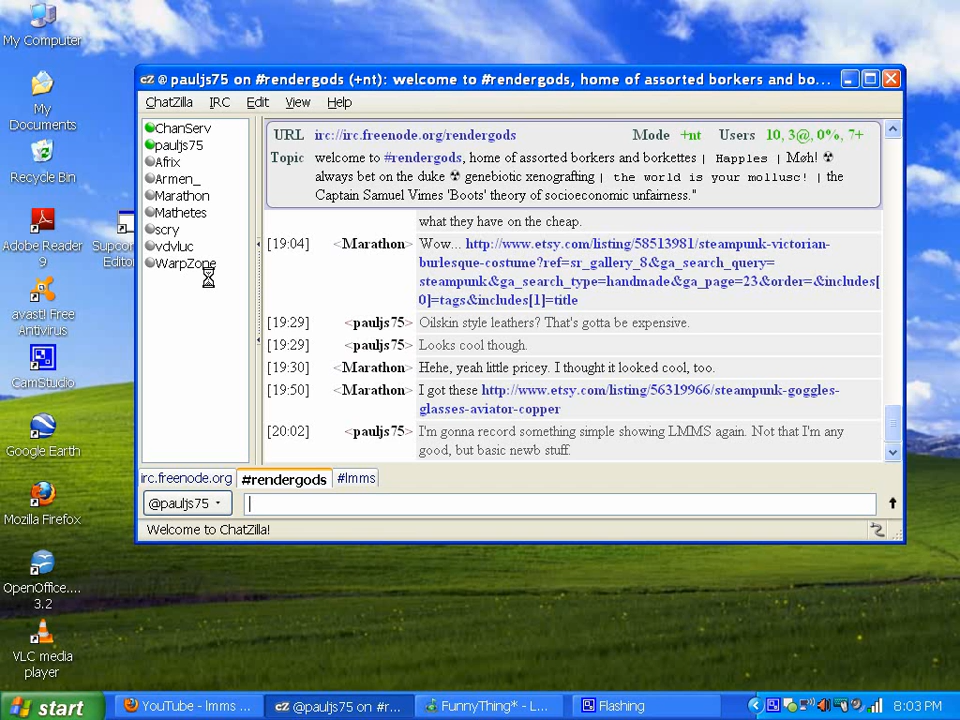 My Computer
My
Documents
Recycle Bin
Adobe Reader
9
Supcom
Editor
avast! Free
Antivirus
CamStudio
Google Earth
Mozilla Firefox
OpenOffice....
3.2
VLC media
player
cZ @ pauljs75 on #rendergods (+nt): welcome to #rendergods, home of assorted borkers and bo...
ChatZilla IRC Edit View Help
ChanServ
pauljs75
Afrix
Armen_
Marathon
Mathetes
scry
vdvluc
WarpZone
URL irc://irc.freenode.org/rendergods Mode +nt Users 10, 3@, 0%, 7+
Topic welcome to #rendergods, home of assorted borkers and borkettes | Happles | Møh! ☢
always bet on the duke ☢ genebiotic xenografting | the world is your mollusc! | the
Captain Samuel Vimes 'Boots' theory of socioeconomic unfairness."
what they have on the cheap.
[19:04] <Marathon> Wow... http://www.etsy.com/listing/58513981/steampunk-victorian-
burlesque-costume?ref=sr_gallery_8&ga_search_query=
steampunk&ga_search_type=handmade&ga_page=23&order=&includes[
0]=tags&includes[1]=title
[19:29] <pauljs75> Oilskin style leathers? That's gotta be expensive.
[19:29] <pauljs75> Looks cool though.
[19:30] <Marathon> Hehe, yeah little pricey. I thought it looked cool, too.
[19:50] <Marathon> I got these http://www.etsy.com/listing/56319966/steampunk-goggles-
glasses-aviator-copper
[20:02] <pauljs75> I'm gonna record something simple showing LMMS again. Not that I'm any
good, but basic newb stuff.
irc.freenode.org #rendergods #lmms
@pauljs75
Welcome to ChatZilla!
start YouTube - lmms ... cZ @pauljs75 on #r... FunnyThing* - L... Flashing 8:03 PM